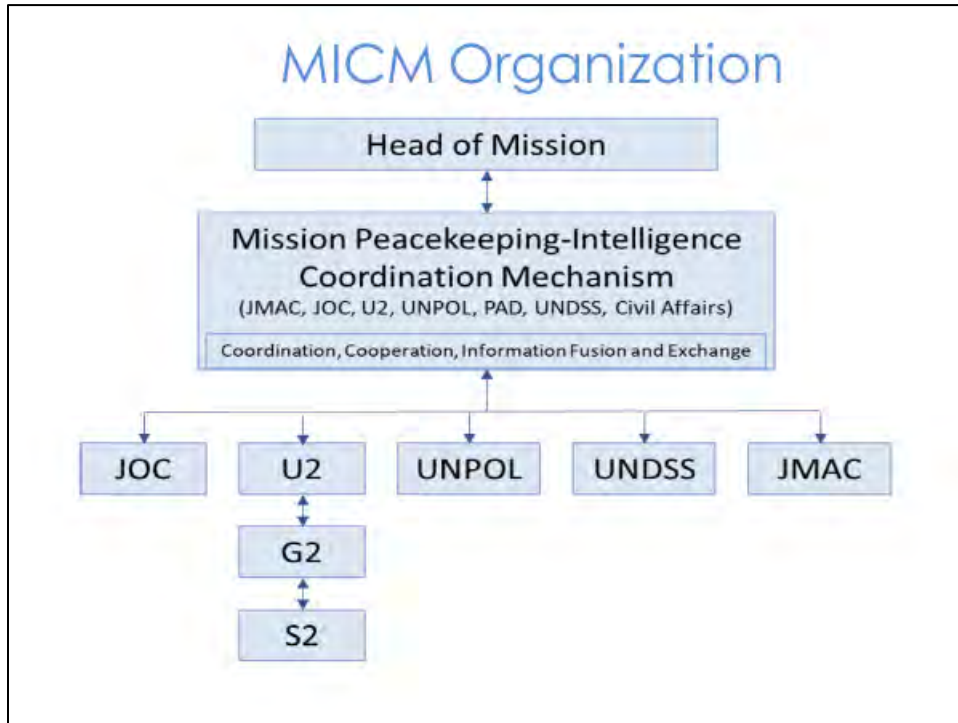 MICM Organization
Head of Mission
Mission Peacekeeping-Intelligence
Coordination Mechanism
(JMAC, JOC, U2, UNPOL, PAD, UNDSS, Civil Affairs)
Coordination, Cooperation, Information Fusion and Exchange
JOC
U2
UNPOL
UNDSS
JMAC
G2
S2